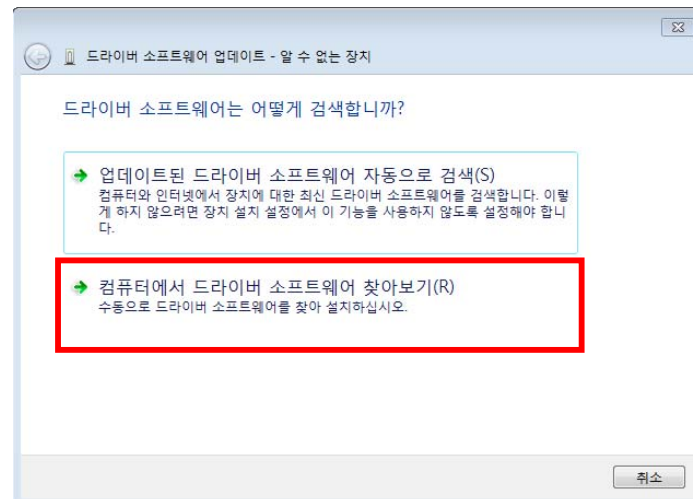 드라이버 소프트웨어 업데이트 - 알 수 없는 장치
드라이버 소프트웨어는 어떻게 검색합니까?
업데이트된 드라이버 소프트웨어 자동으로 검색(S)
컴퓨터와 인터넷에서 장치에 대한 최신 드라이버 소프트웨어를 검색합니다. 이렇
게 하지 않으려면 장치 설치 설정에서 이 기능을 사용하지 않도록 설정해야 합니
다.
컴퓨터에서 드라이버 소프트웨어 찾아보기(R)
수동으로 드라이버 소프트웨어를 찾아 설치하십시오.
취소